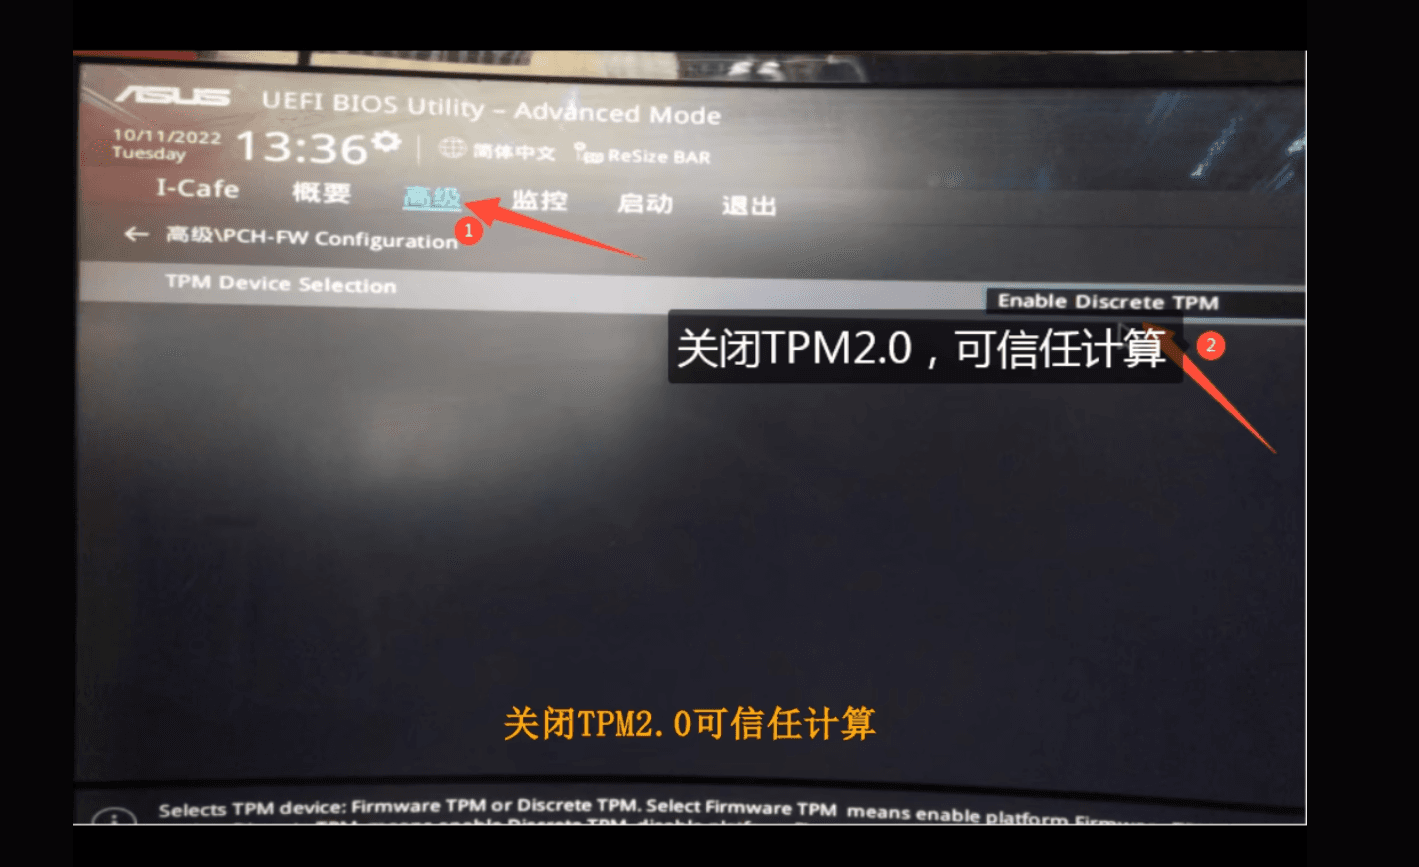 ASUS UEFI BIOS Utility – Advanced Mode
10/11/2022
Tuesday
13:36
简体中文
ReSize BAR
I-Cafe 概要 高级 监控 启动 退出
1
← 高级\PCH-FW Configuration
TPM Device Selection
Enable Discrete TPM
关闭TPM2.0，可信任计算
2
关闭TPM2.0可信任计算
Selects TPM device: Firmware TPM or Discrete TPM. Select Firmware TPM means enable platform